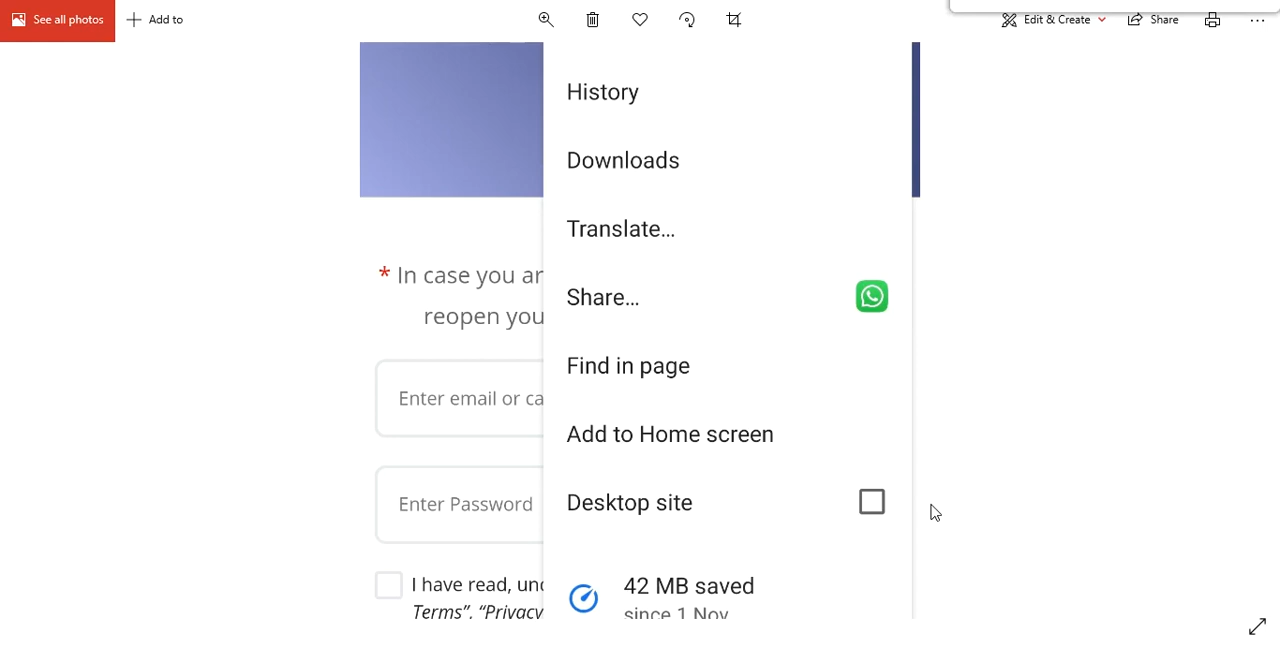 See all photos
Add to
Edit & Create
Share
History
Downloads
Translate...
Share...
Find in page
Add to Home screen
Desktop site
42 MB saved
since 1 Nov
* In case you ar
reopen you
Enter email or ca
Enter Password
I have read, und
Terms”, “Privacy